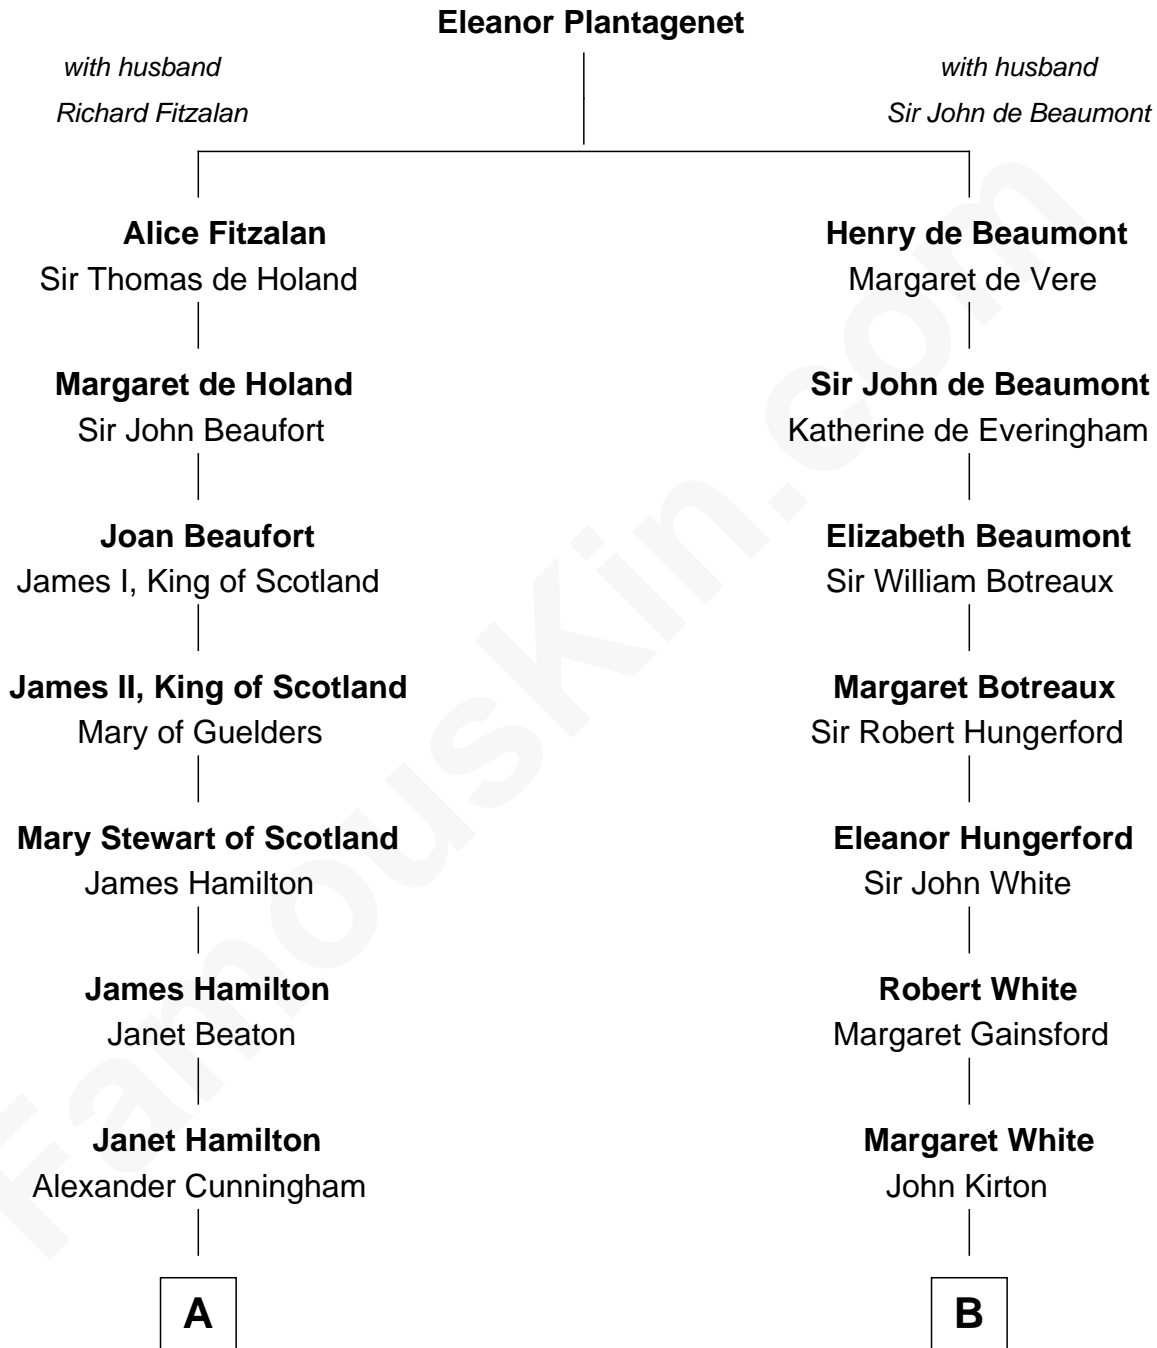 Eleanor Plantagenet
with husband
Richard Fitzalan
with husband
Sir John de Beaumont
Alice Fitzalan
Sir Thomas de Holand
Henry de Beaumont
Margaret de Vere
Margaret de Holand
Sir John Beaufort
Sir John de Beaumont
Katherine de Everingham
Joan Beaufort
James I, King of Scotland
Elizabeth Beaumont
Sir William Botreaux
James II, King of Scotland
Mary of Guelders
Margaret Botreaux
Sir Robert Hungerford
Mary Stewart of Scotland
James Hamilton
Eleanor Hungerford
Sir John White
James Hamilton
Janet Beaton
Robert White
Margaret Gainsford
Janet Hamilton
Alexander Cunningham
Margaret White
John Kirton
A
B
FamousKin.com